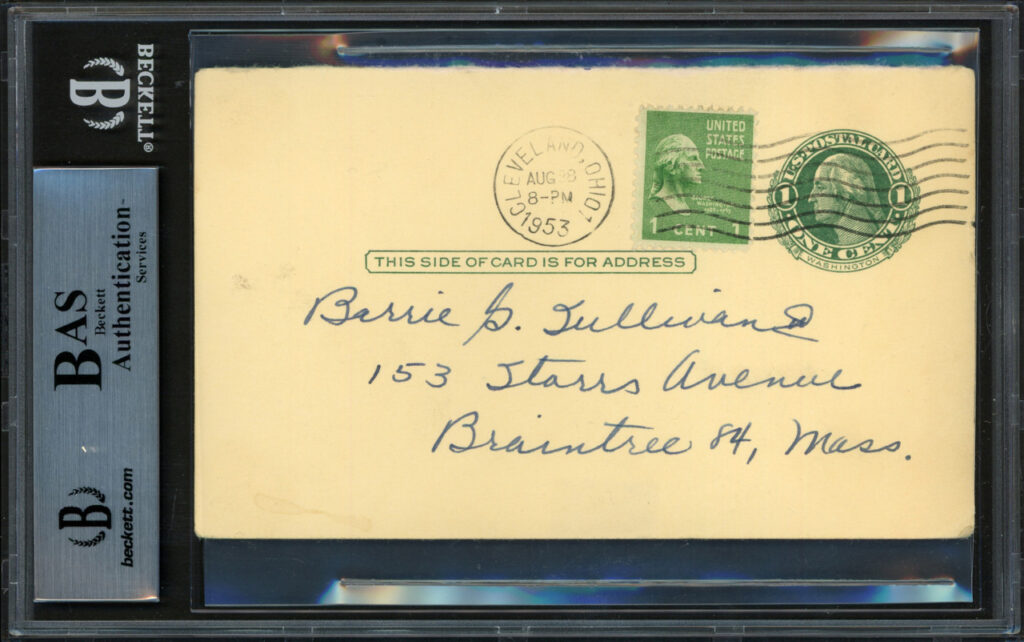 BECKETT
B
BAS
Beckett
Authentication™
Services
B
beckett.com
CLEVELAND, OHIO
AUG
8-PM
1953
UNITED
STATES
POSTAGE
WASHINGTON
1 CENT 1
U.S. POSTAL CARD
1 1
ONE CENT
WASHINGTON
THIS SIDE OF CARD IS FOR ADDRESS
Barrie G. Sullivan
153 Starrs Avenue
Braintree 84, Mass.